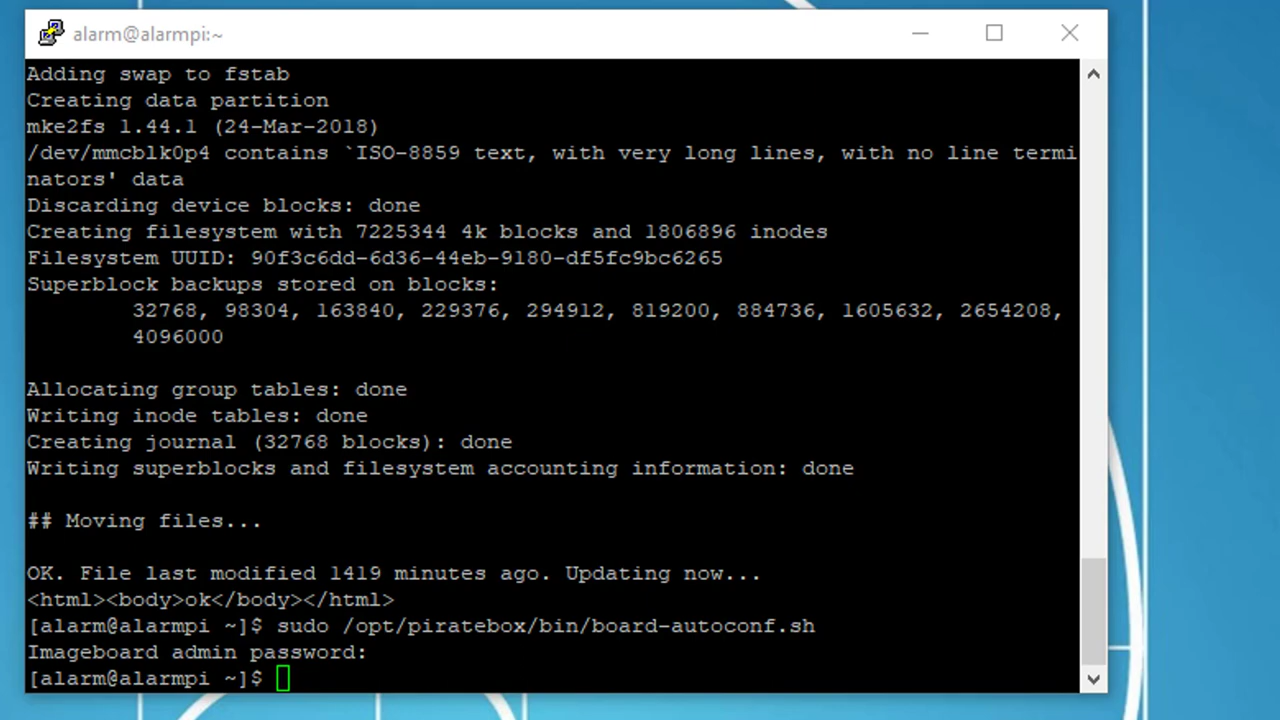 alarm@alarmpi:~
Adding swap to fstab
Creating data partition
mke2fs 1.44.1 (24-Mar-2018)
/dev/mmcblk0p4 contains `ISO-8859 text, with very long lines, with no line termi
nators' data
Discarding device blocks: done
Creating filesystem with 7225344 4k blocks and 1806896 inodes
Filesystem UUID: 90f3c6dd-6d36-44eb-9180-df5fc9bc6265
Superblock backups stored on blocks:
32768, 98304, 163840, 229376, 294912, 819200, 884736, 1605632, 2654208,
4096000
Allocating group tables: done
Writing inode tables: done
Creating journal (32768 blocks): done
Writing superblocks and filesystem accounting information: done
## Moving files...
OK. File last modified 1419 minutes ago. Updating now...
<html><body>ok</body></html>
[alarm@alarmpi ~]$ sudo /opt/piratebox/bin/board-autoconf.sh
Imageboard admin password:
[alarm@alarmpi ~]$